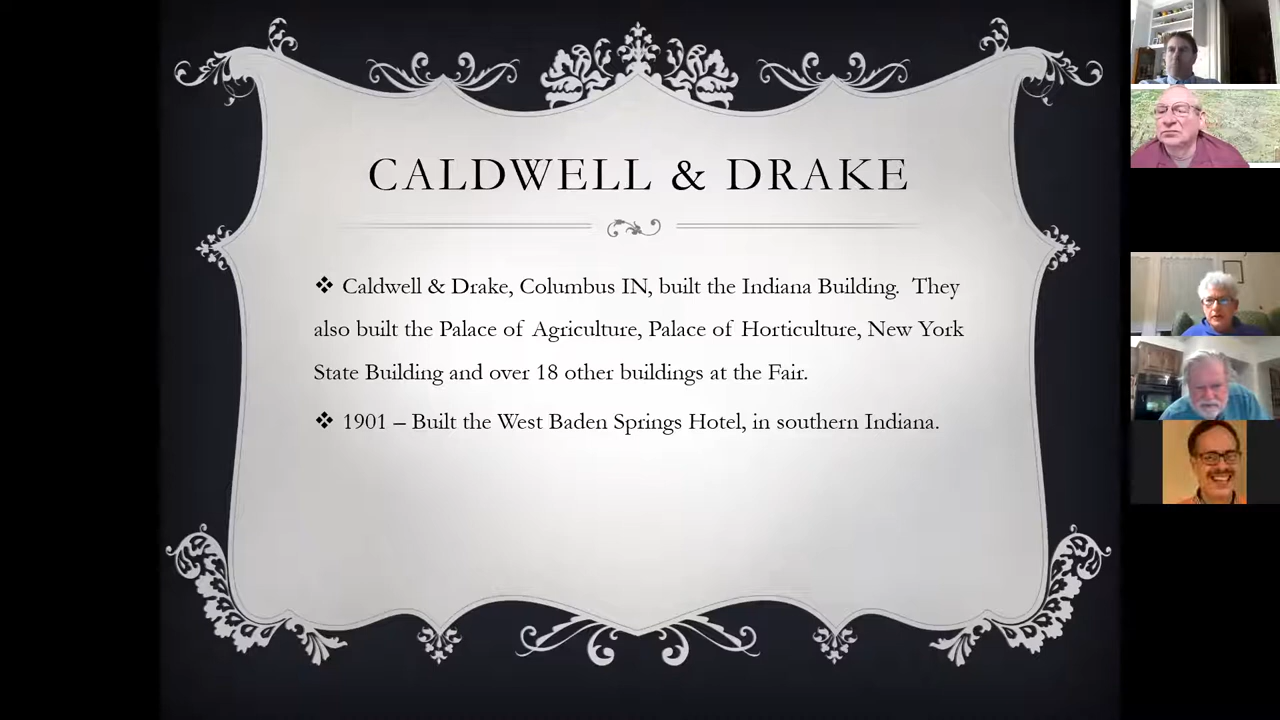 CALDWELL & DRAKE
❖ Caldwell & Drake, Columbus IN, built the Indiana Building. They
also built the Palace of Agriculture, Palace of Horticulture, New York
State Building and over 18 other buildings at the Fair.
❖ 1901 – Built the West Baden Springs Hotel, in southern Indiana.